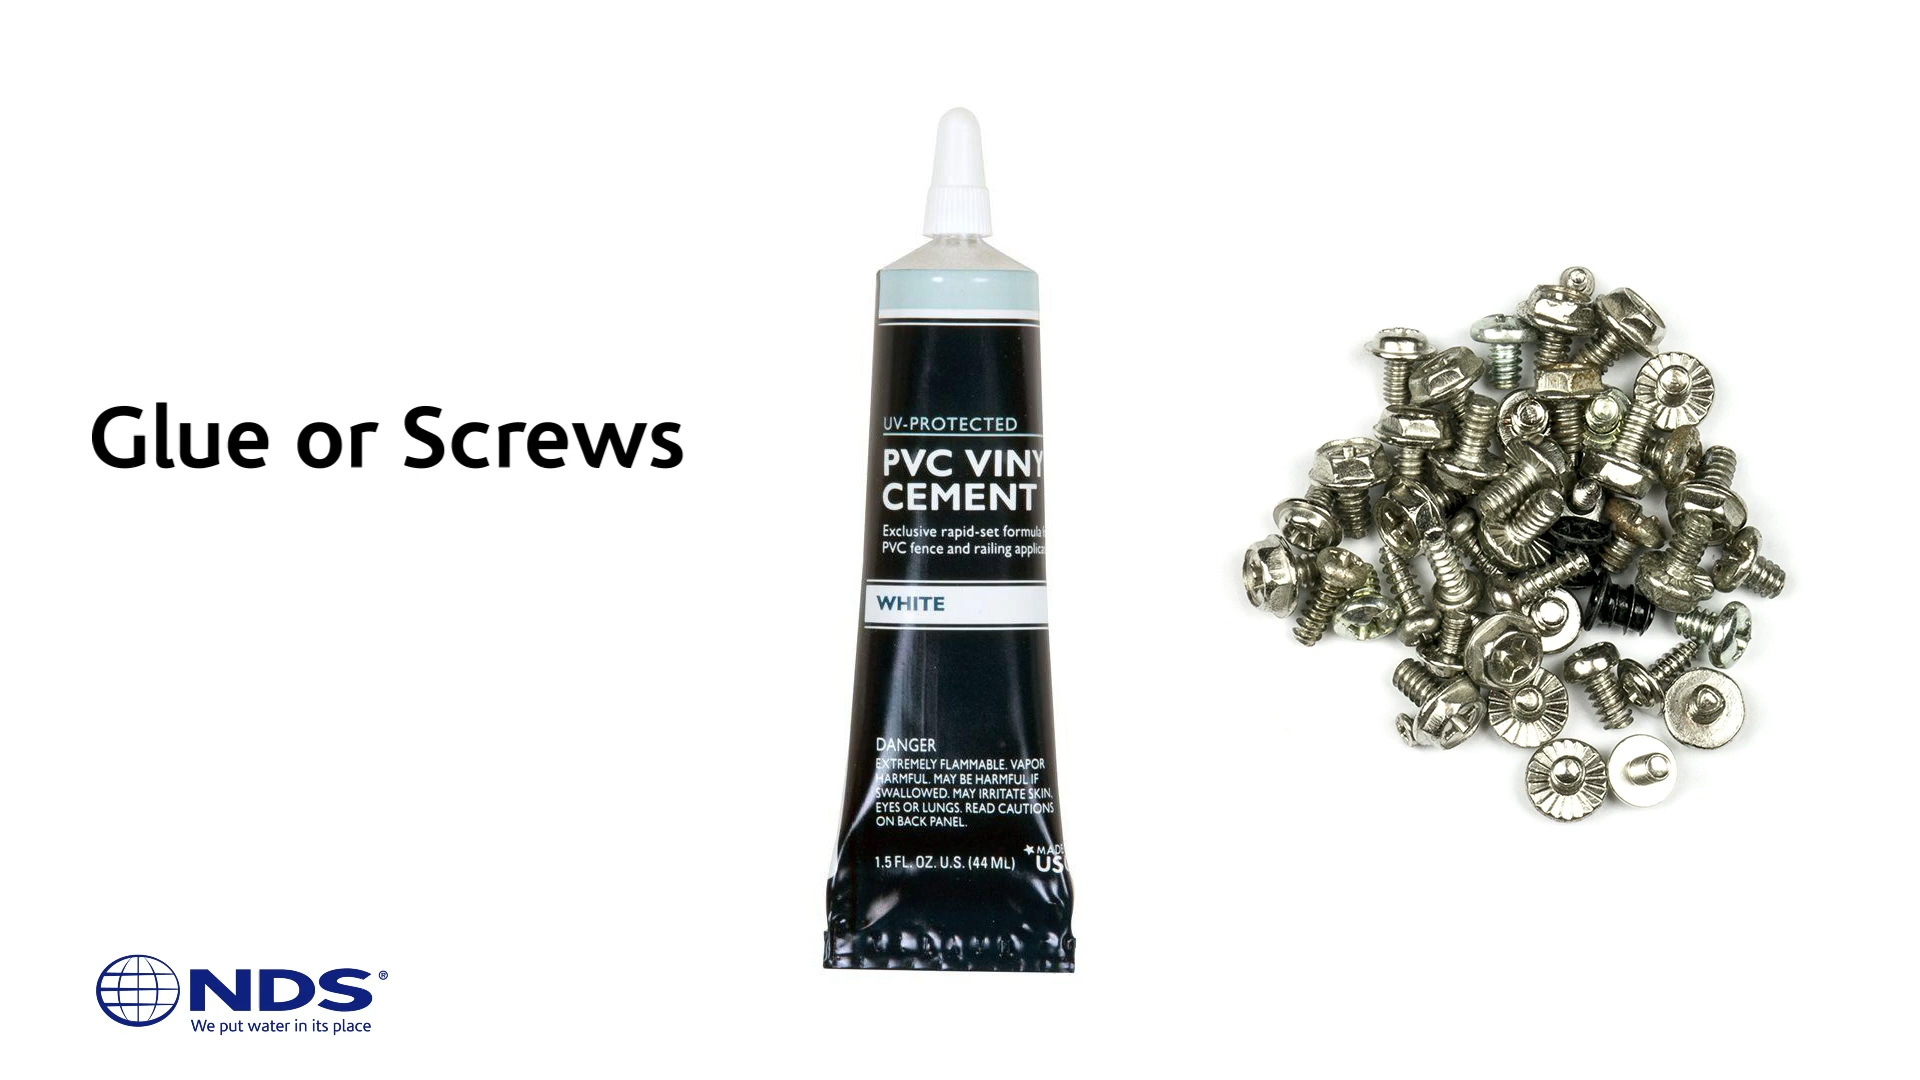 Glue or Screws
UV-PROTECTED
PVC VINY
CEMENT
Exclusive rapid-set formula
PVC fence and railing applica
WHITE
DANGER
EXTREMELY FLAMMABLE. VAPOR
HARMFUL. MAY BE HARMFUL IF
SWALLOWED. MAY IRRITATE SKIN,
EYES OR LUNGS. READ CAUTIONS
ON BACK PANEL.
1.5 FL. OZ. U.S. (44 ML)
MADE
US
NDS®
We put water in its place